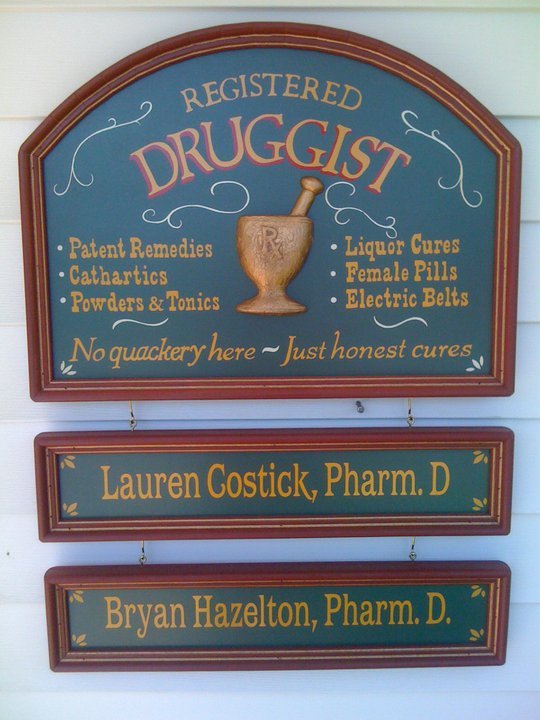 REGISTERED
DRUGGIST
Rx
• Patent Remedies
• Cathartics
• Powders & Tonics
• Liquor Cures
• Female Pills
• Electric Belts
No quackery here ~ Just honest cures
Lauren Costick, Pharm. D
Bryan Hazelton, Pharm. D.